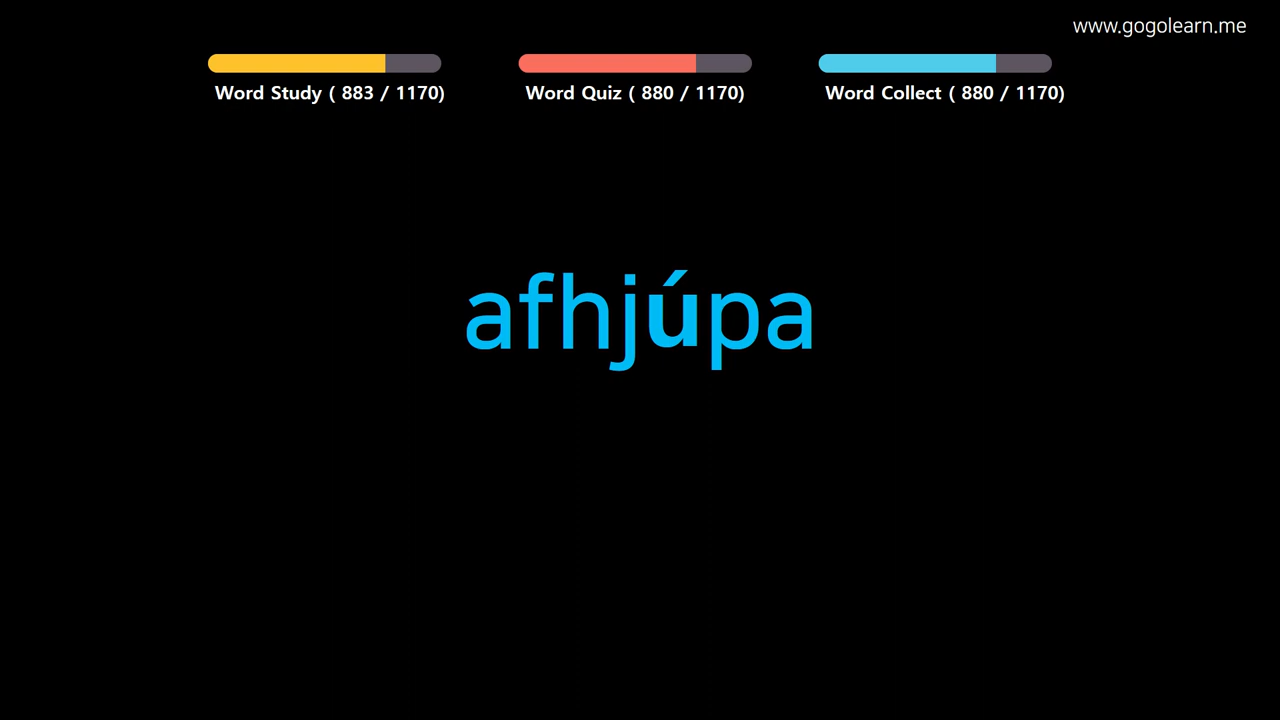 www.gogolearn.me
Word Study ( 883 / 1170)
Word Quiz ( 880 / 1170)
Word Collect ( 880 / 1170)
afhjúpa